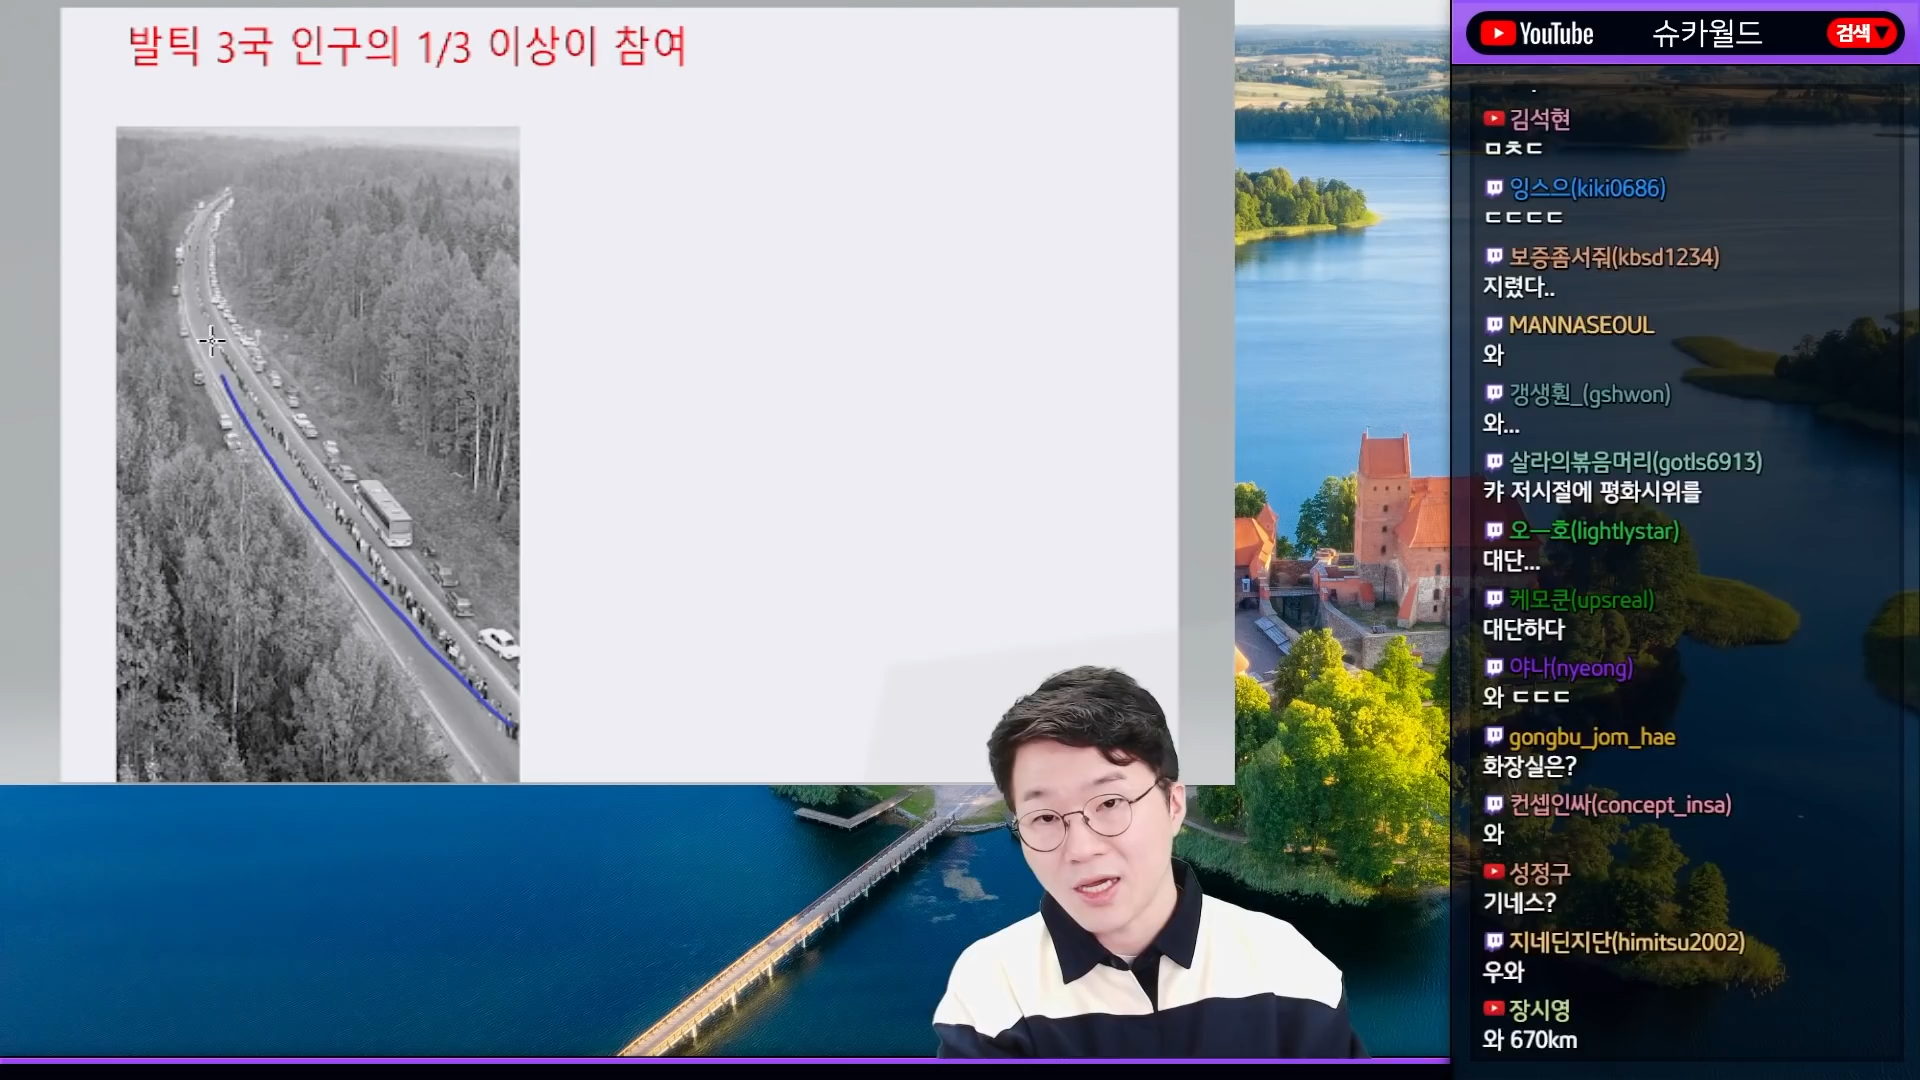 발틱 3국 인구의 1/3 이상이 참여
YouTube 슈카월드 검색
김석현
ㅁㅊㄷ
잉스으(kiki0686)
ㄷㄷㄷㄷ
보증좀서줘(kbsd1234)
지렸다..
MANNASEOUL
와
갱생훤_(gshwon)
와...
살라의볶음머리(gotls6913)
캬 저시절에 평화시위를
오ㅡ호(lightlystar)
대단...
케모쿤(upsreal)
대단하다
야나(nyeong)
와 ㄷㄷㄷ
gongbu_jom_hae
화장실은?
컨셉인싸(concept_insa)
와
성정구
기네스?
지네딘지단(himitsu2002)
우와
장시영
와 670km